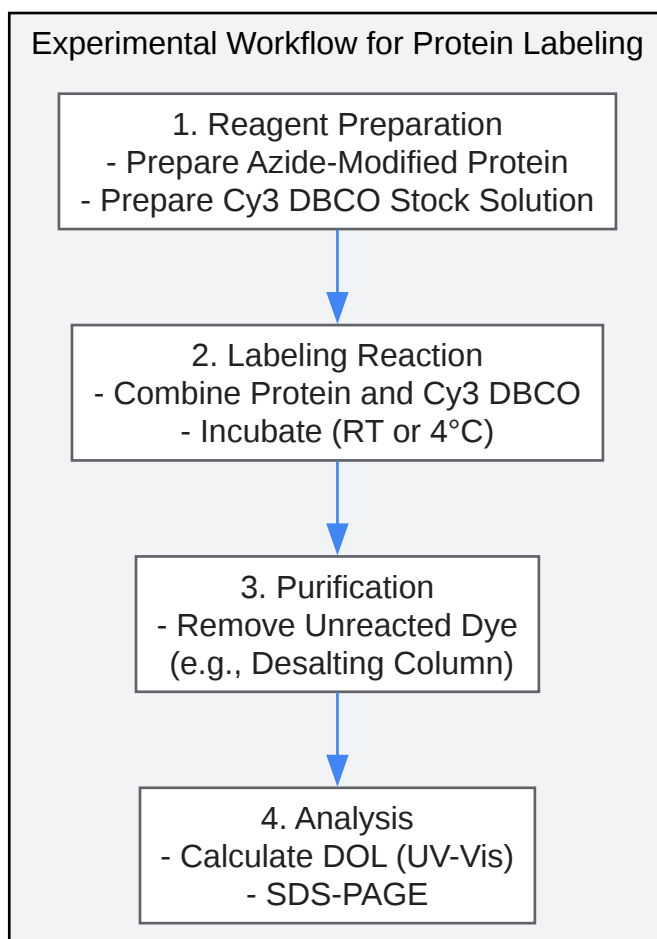 Experimental Workflow for Protein Labeling
1. Reagent Preparation
- Prepare Azide-Modified Protein
- Prepare Cy3 DBCO Stock Solution
2. Labeling Reaction
- Combine Protein and Cy3 DBCO
- Incubate (RT or 4°C)
3. Purification
- Remove Unreacted Dye
(e.g., Desalting Column)
4. Analysis
- Calculate DOL (UV-Vis)
- SDS-PAGE